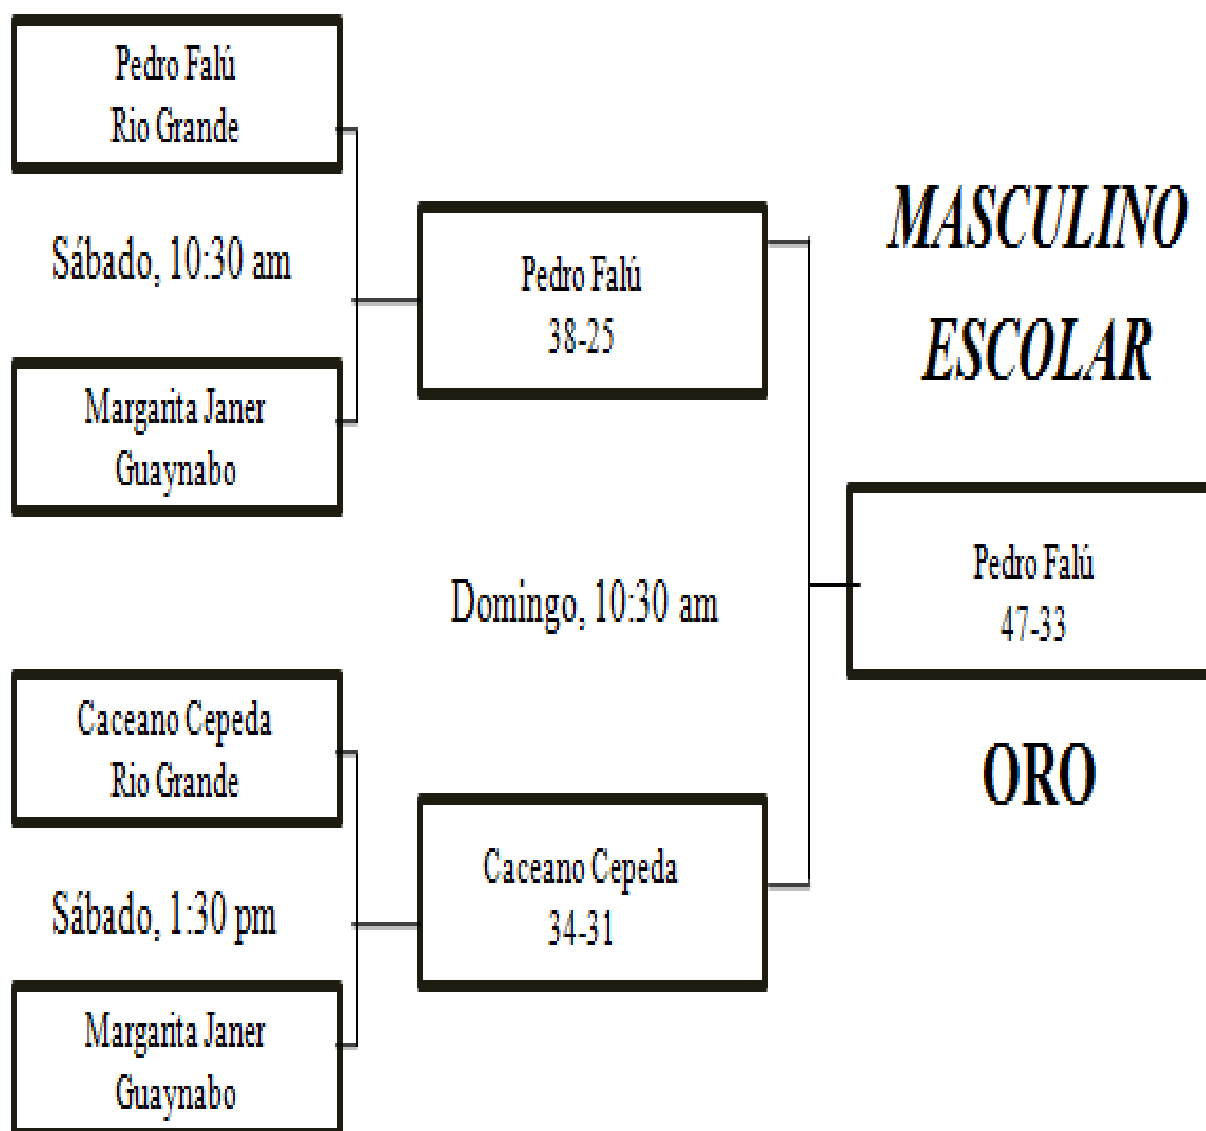 Pedro Falú
Rio Grande
Sábado, 10:30 am
Margarita Janer
Guaynabo
Pedro Falú
38-25
MASCULINO
ESCOLAR
Domingo, 10:30 am
Pedro Falú
47-33
ORO
Caceano Cepeda
Rio Grande
Sábado, 1:30 pm
Margarita Janer
Guaynabo
Caceano Cepeda
34-31